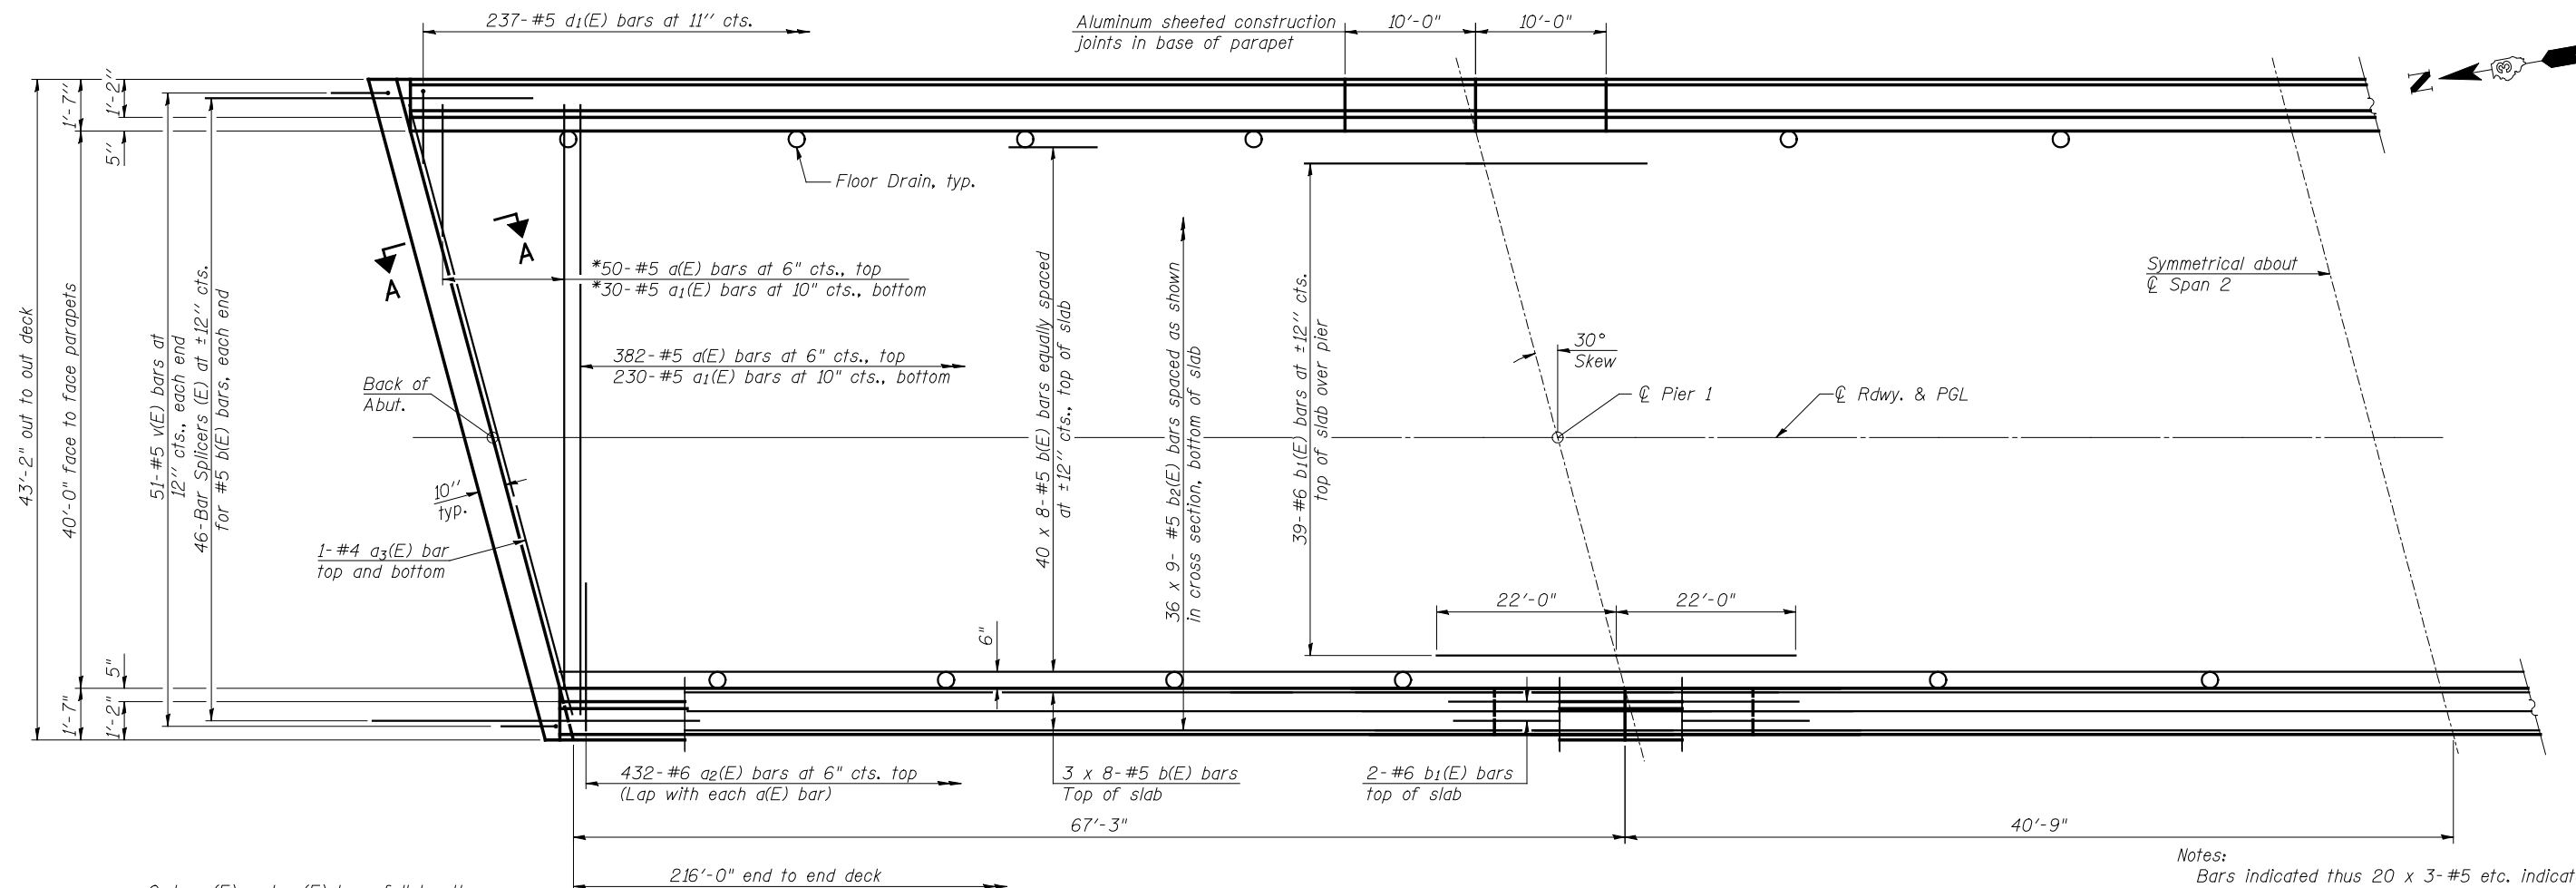 237-#5 d1(E) bars at 11'' cts.
Aluminum sheeted construction
joints in base of parapet
10'-0"
10'-0"
N
3
1'-7''
1'-2''
5''
Floor Drain, typ.
A
A
*50-#5 a(E) bars at 6" cts., top
*30-#5 a1(E) bars at 10" cts., bottom
382-#5 a(E) bars at 6" cts., top
230-#5 a1(E) bars at 10" cts., bottom
Back of
Abut.
43'-2" out to out deck
40'-0" face to face parapets
51-#5 v(E) bars at
12'' cts., each end
46-Bar Splicers (E) at ±12'' cts.
for #5 b(E) bars, each end
10''
typ.
1-#4 a3(E) bar
top and bottom
40 x 8-#5 b(E) bars equally spaced
at ±12'' cts., top of slab
36 x 9- #5 b2(E) bars spaced as shown
in cross section, bottom of slab
39-#6 b1(E) bars at ±12'' cts.
top of slab over pier
30°
Skew
℄ Pier 1
℄ Rdwy. & PGL
Symmetrical about
℄ Span 2
22'-0"
22'-0"
6"
5"
1'-7"
1'-2"
432-#6 a2(E) bars at 6" cts. top
(Lap with each a(E) bar)
3 x 8-#5 b(E) bars
Top of slab
2-#6 b1(E) bars
top of slab
67'-3"
40'-9"
216'-0" end to end deck
Notes:
Bars indicated thus 20 x 3-#5 etc. indicat